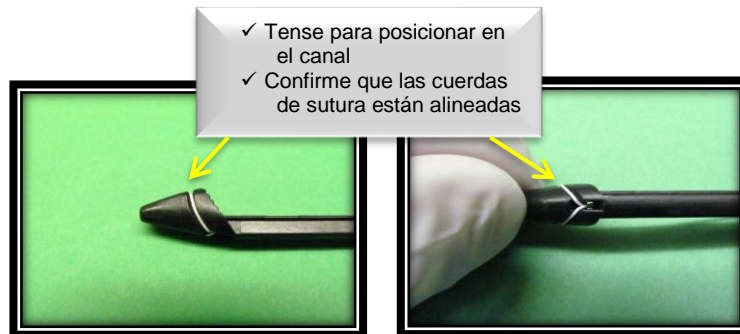 ✓ Tense para posicionar en
el canal
✓ Confirme que las cuerdas
de sutura están alineadas